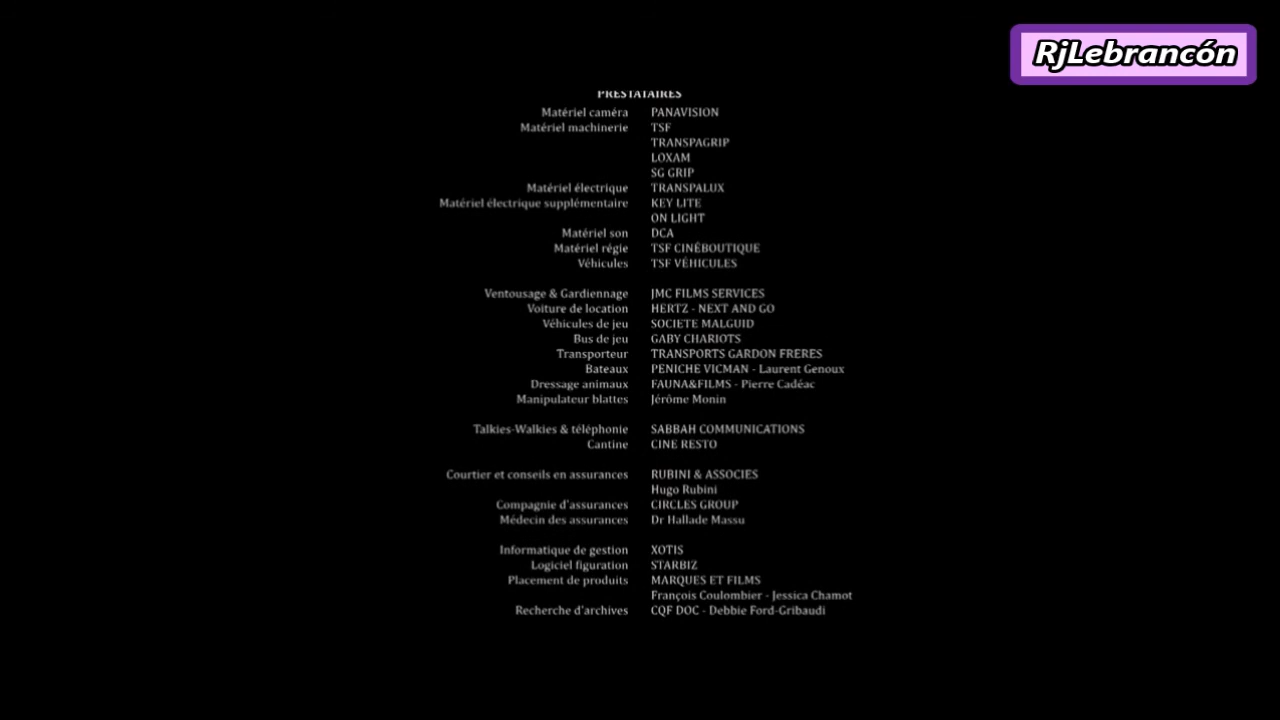 RjLebrancón
PRESTATAIRES
Matériel caméra PANAVISION
Matériel machinerie TSF
TRANSPAGRIP
LOXAM
SG GRIP
Matériel électrique TRANSPALUX
Matériel électrique supplémentaire KEY LITE
ON LIGHT
Matériel son DCA
Matériel régie TSF CINÉBOUTIQUE
Véhicules TSF VÉHICULES
Ventousage & Gardiennage JMC FILMS SERVICES
Voiture de location HERTZ - NEXT AND GO
Véhicules de jeu SOCIETE MALGUID
Bus de jeu GABY CHARIOTS
Transporteur TRANSPORTS GARDON FRERES
Bateaux PENICHE VICMAN - Laurent Genoux
Dressage animaux FAUNA&FILMS - Pierre Cadéac
Manipulateur blattes Jérôme Monin
Talkies-Walkies & téléphonie SABBAH COMMUNICATIONS
Cantine CINE RESTO
Courtier et conseils en assurances RUBINI & ASSOCIES
Hugo Rubini
Compagnie d'assurances CIRCLES GROUP
Médecin des assurances Dr Hallade Massu
Informatique de gestion XOTIS
Logiciel figuration STARBIZ
Placement de produits MARQUES ET FILMS
François Coulombier - Jessica Chamot
Recherche d'archives CQF DOC - Debbie Ford-Gribaudi